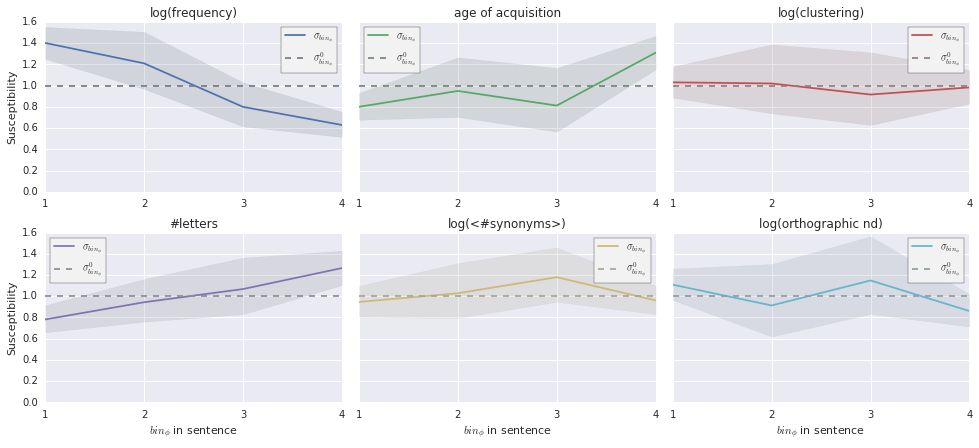 log(frequency)
age of acquisition
log(clustering)
Susceptibility
1.6
1.4
1.2
1.0
0.8
0.6
0.4
0.2
0.0
σ_{bin_ϕ}
σ^0_{bin_ϕ}
σ_{bin_ϕ}
σ^0_{bin_ϕ}
σ_{bin_ϕ}
σ^0_{bin_ϕ}
1 2 3 4
1 2 3 4
1 2 3 4
#letters
log(<#synonyms>)
log(orthographic nd)
Susceptibility
1.6
1.4
1.2
1.0
0.8
0.6
0.4
0.2
0.0
σ_{bin_ϕ}
σ^0_{bin_ϕ}
σ_{bin_ϕ}
σ^0_{bin_ϕ}
σ_{bin_ϕ}
σ^0_{bin_ϕ}
1 2 3 4
1 2 3 4
1 2 3 4
bin_ϕ in sentence
bin_ϕ in sentence
bin_ϕ in sentence